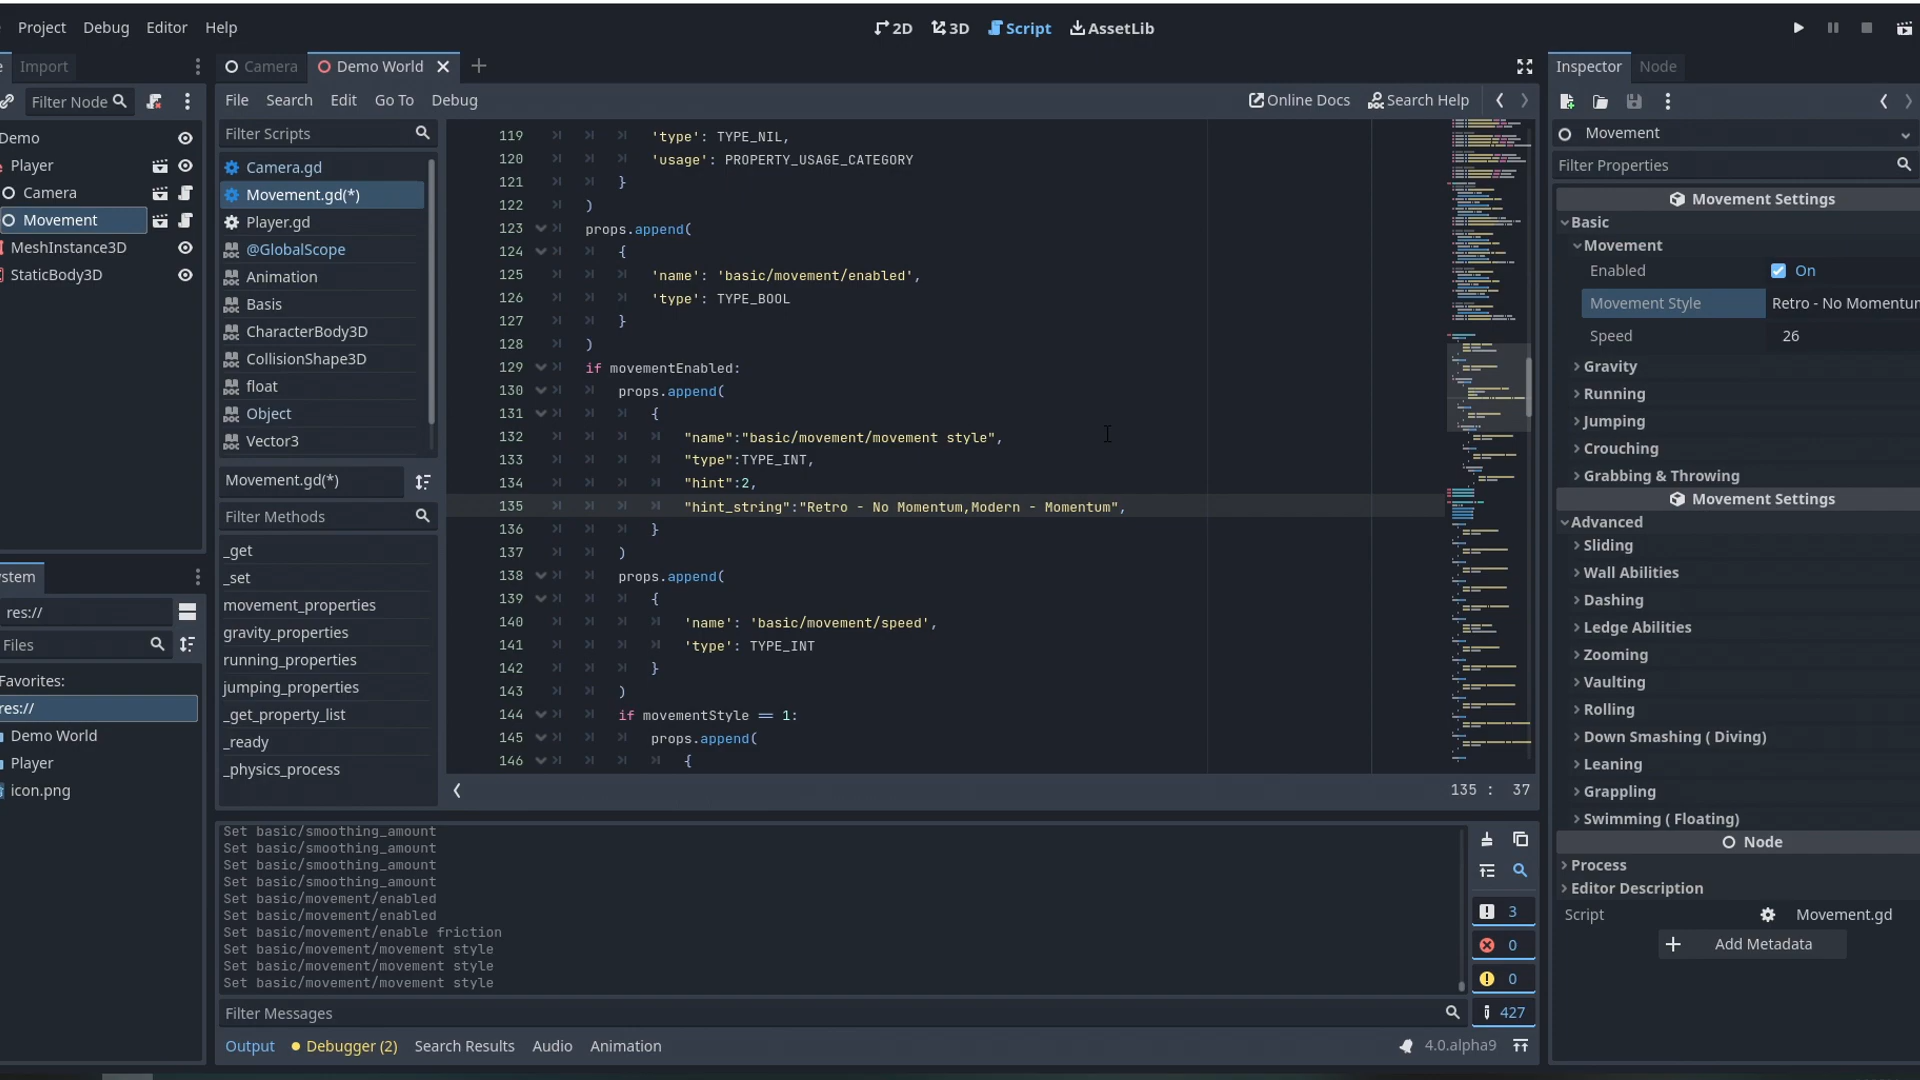 Project Debug Editor Help
2D 3D Script AssetLib
Import
Camera Demo World
Inspector Node
Filter Node
File Search Edit Go To Debug
Online Docs Search Help
Movement
Filter Properties
Demo
Player
Camera
Movement
MeshInstance3D
StaticBody3D
Filter Scripts
Camera.gd
Movement.gd(*)
Player.gd
@GlobalScope
Animation
Basis
CharacterBody3D
CollisionShape3D
float
Object
Vector3
Movement.gd(*)
Filter Methods
_get
_set
movement_properties
gravity_properties
running_properties
jumping_properties
_get_property_list
_ready
_physics_process
119 'type': TYPE_NIL,
120 'usage': PROPERTY_USAGE_CATEGORY
121 }
122 )
123 props.append(
124 {
125 'name': 'basic/movement/enabled',
126 'type': TYPE_BOOL
127 }
128 )
129 if movementEnabled:
130 props.append(
131 {
132 "name":"basic/movement/movement style",
133 "type":TYPE_INT,
134 "hint":2,
135 "hint_string":"Retro - No Momentum,Modern - Momentum",
136 }
137 )
138 props.append(
139 {
140 'name': 'basic/movement/speed',
141 'type': TYPE_INT
142 }
143 )
144 if movementStyle == 1:
145 props.append(
146 {
135 : 37
stem
res://
Files
Favorites:
res://
Demo World
Player
icon.png
Set basic/smoothing_amount
Set basic/smoothing_amount
Set basic/smoothing_amount
Set basic/smoothing_amount
Set basic/movement/enabled
Set basic/movement/enabled
Set basic/movement/enable friction
Set basic/movement/movement style
Set basic/movement/movement style
Set basic/movement/movement style
3
0
0
427
Filter Messages
Output Debugger (2) Search Results Audio Animation
4.0.alpha9
Movement Settings
Basic
Movement
Enabled On
Movement Style Retro - No Momentum
Speed 26
Gravity
Running
Jumping
Crouching
Grabbing & Throwing
Movement Settings
Advanced
Sliding
Wall Abilities
Dashing
Ledge Abilities
Zooming
Vaulting
Rolling
Down Smashing ( Diving)
Leaning
Grappling
Swimming ( Floating)
Node
Process
Editor Description
Script Movement.gd
Add Metadata